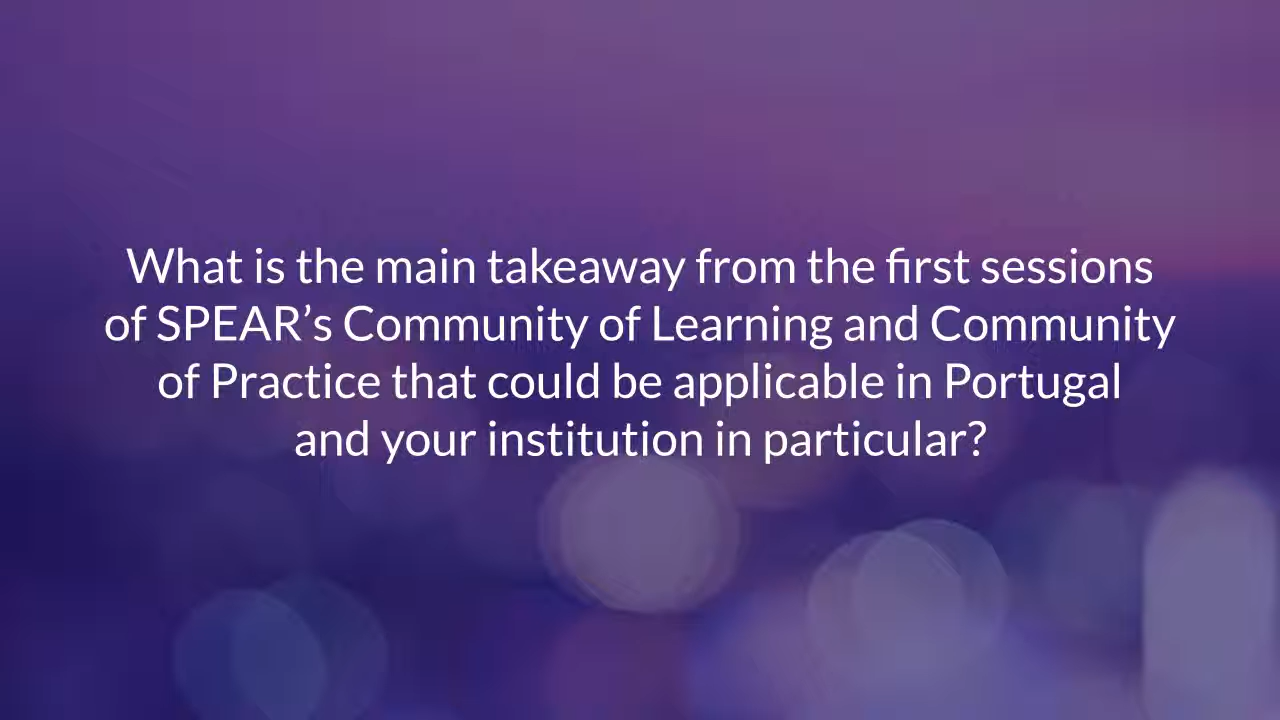 What is the main takeaway from the first sessions
of SPEAR’s Community of Learning and Community
of Practice that could be applicable in Portugal
and your institution in particular?